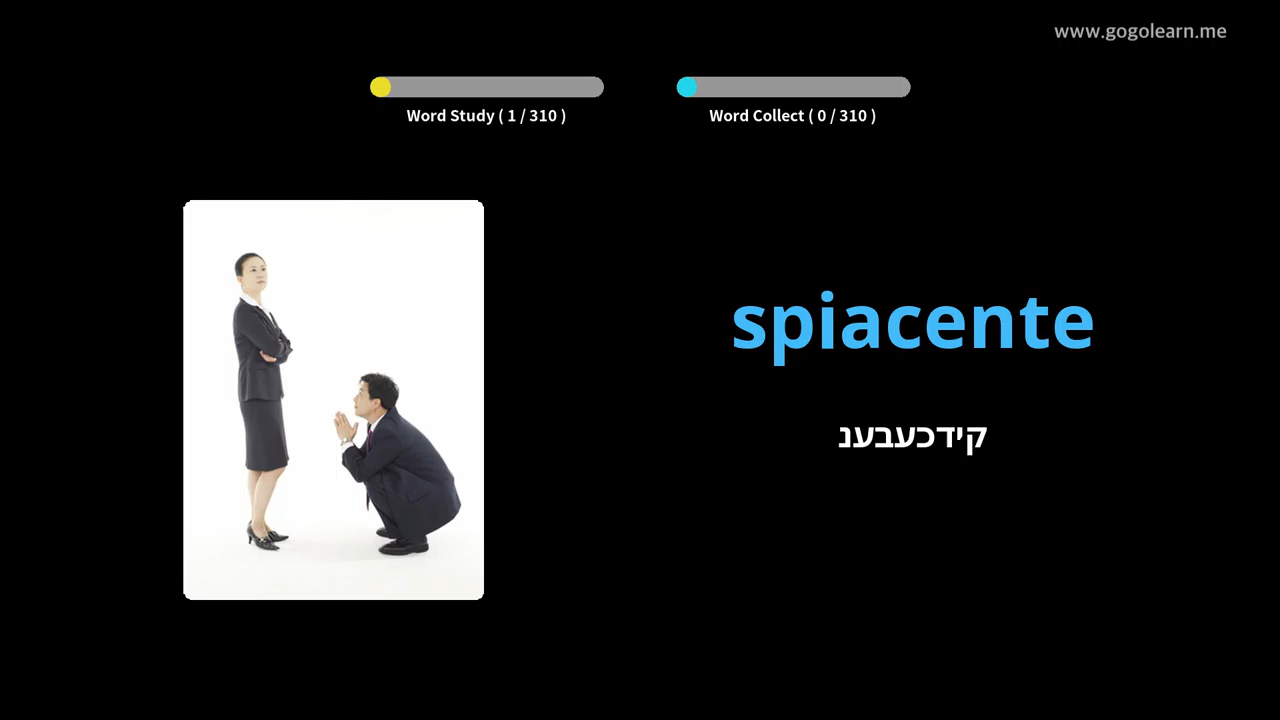 www.gogolearn.me
Word Study ( 1 / 310 )
Word Collect ( 0 / 310 )
spiacente
קידכעבענ